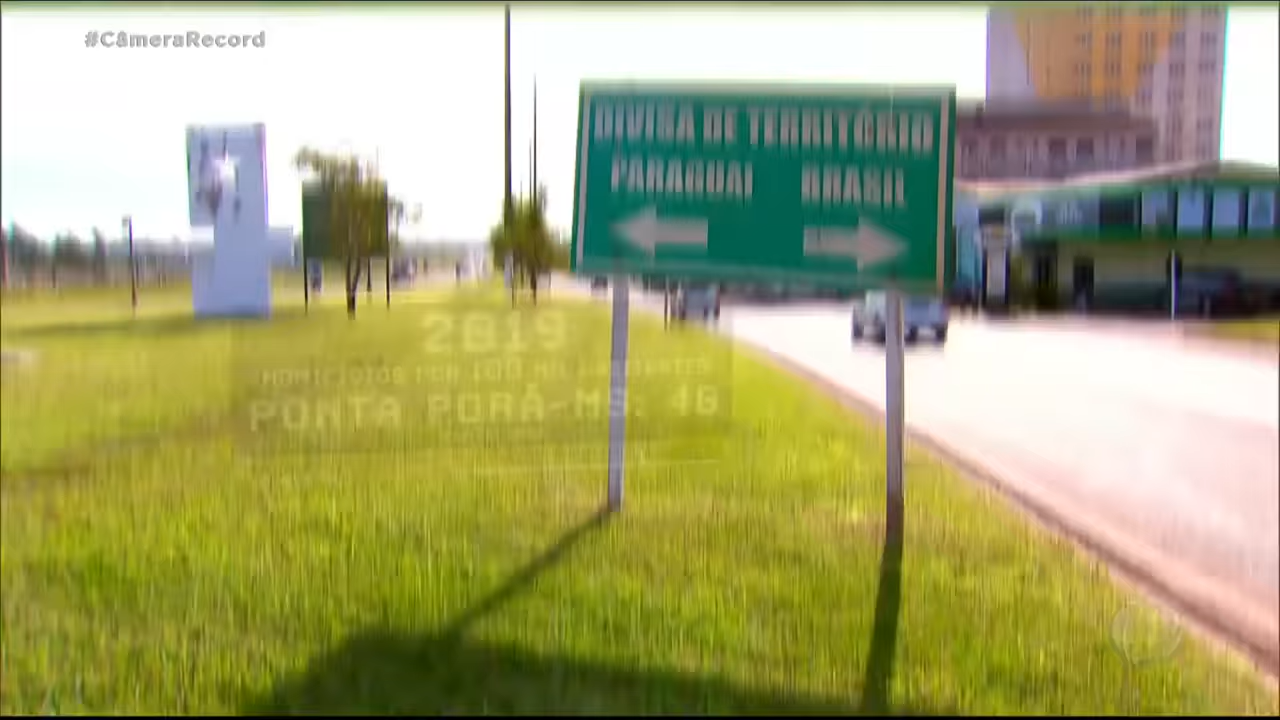 #CâmeraRecord
DIVISA DE TERRITÓRIO
PARAGUAI BRASIL
2019
HOMICÍDIOS POR 100 MIL HABITANTES
PONTA PORÃ-MS: 46